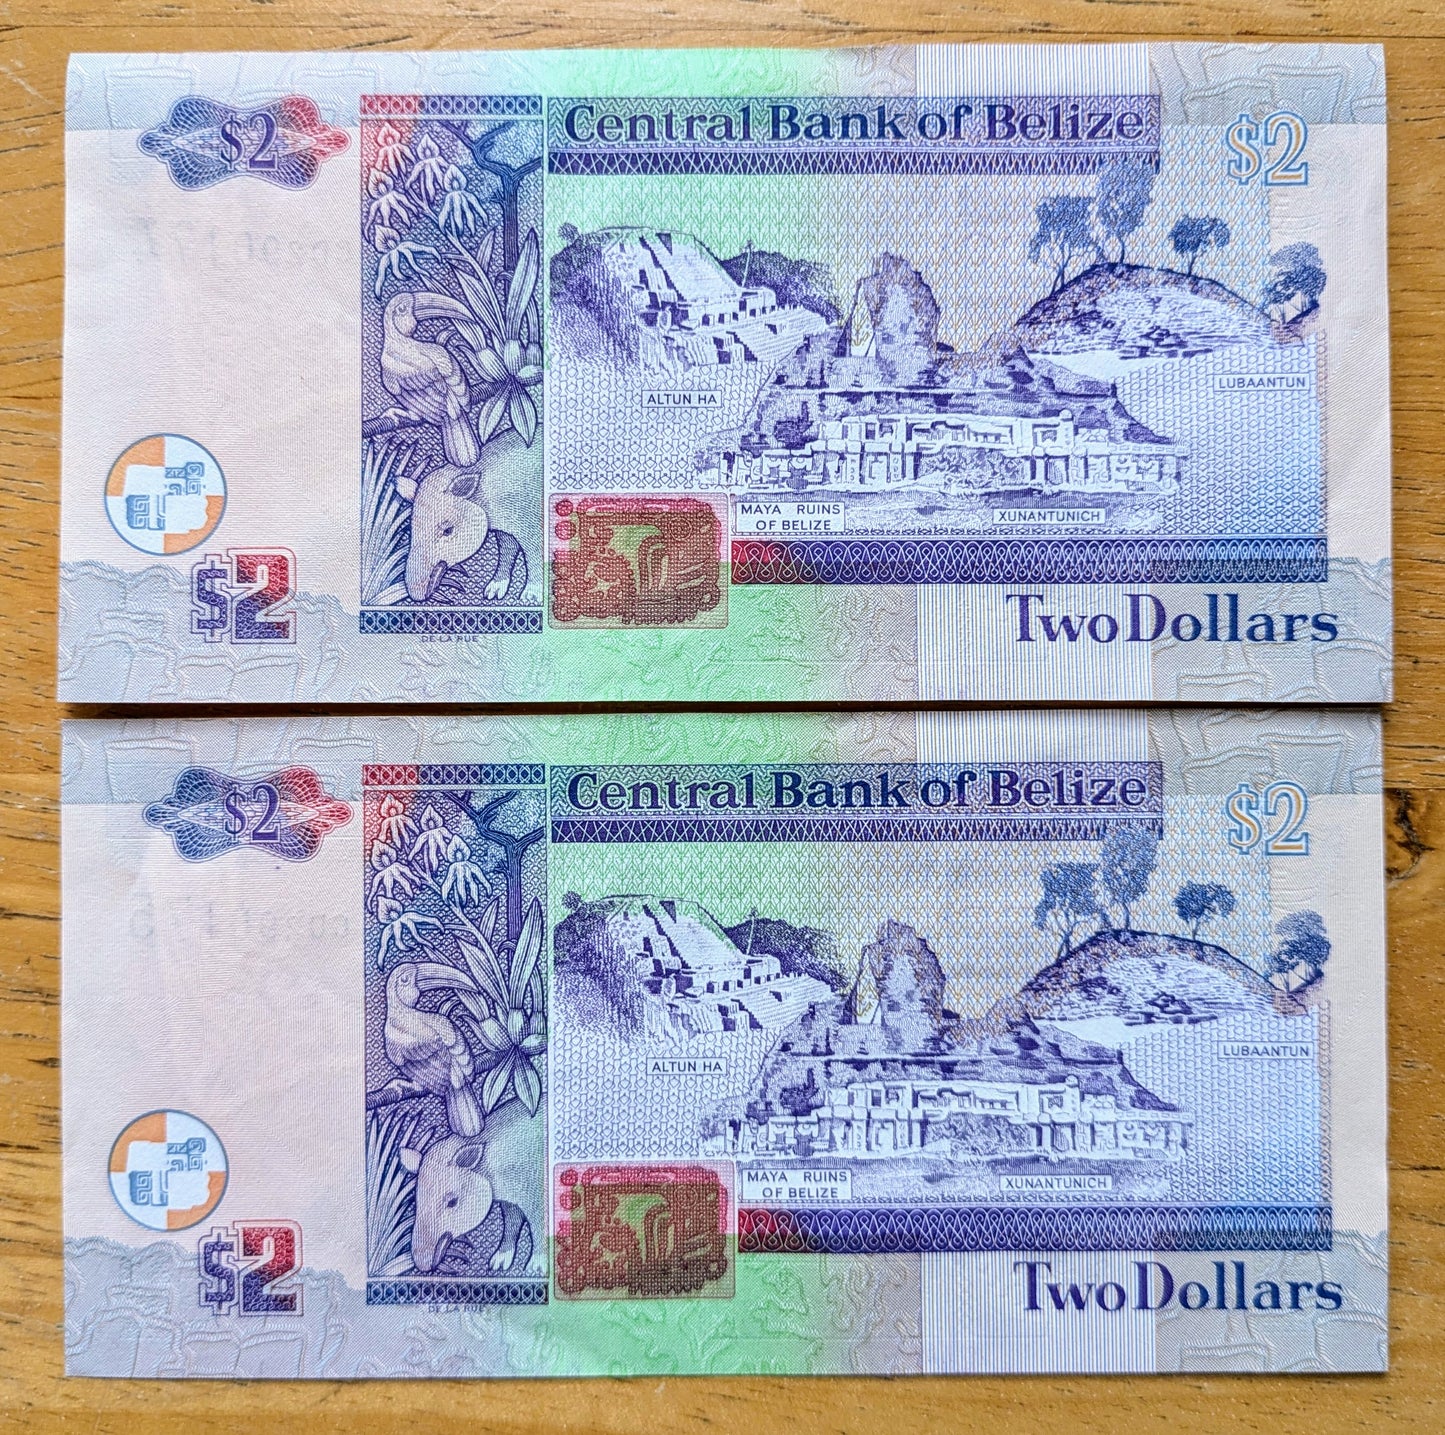 $2
Central Bank of Belize
$2
ALTUN HA
LUBAANTUN
MAYA RUINS
OF BELIZE
XUNANTUNICH
$2
Two Dollars
DE LA RUE
$2
Central Bank of Belize
$2
ALTUN HA
LUBAANTUN
MAYA RUINS
OF BELIZE
XUNANTUNICH
$2
Two Dollars
DE LA RUE